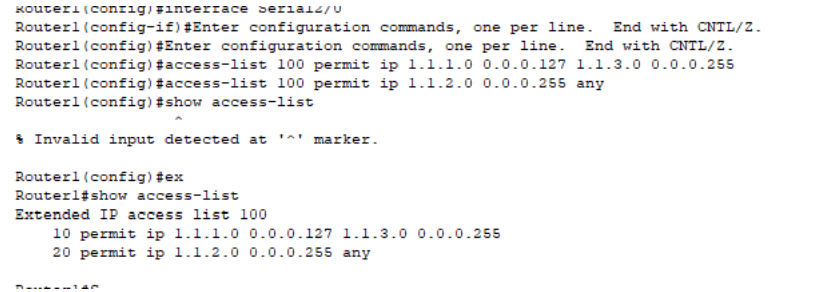 Router1(config)#interface Serial2/0
Router1(config-if)#Enter configuration commands, one per line.  End with CNTL/Z.
Router1(config)#Enter configuration commands, one per line.  End with CNTL/Z.
Router1(config)#access-list 100 permit ip 1.1.1.0 0.0.0.127 1.1.3.0 0.0.0.255
Router1(config)#access-list 100 permit ip 1.1.2.0 0.0.0.255 any
Router1(config)#show access-list
^
% Invalid input detected at '^' marker.
Router1(config)#ex
Router1#show access-list
Extended IP access list 100
10 permit ip 1.1.1.0 0.0.0.127 1.1.3.0 0.0.0.255
20 permit ip 1.1.2.0 0.0.0.255 any